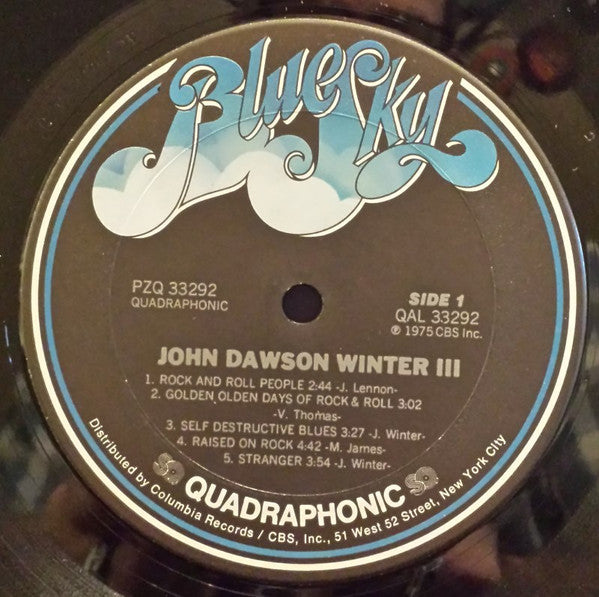 Blue Sky
PZQ 33292
QUADRAPHONIC
SIDE 1
QAL 33292
℗ 1975 CBS Inc.
JOHN DAWSON WINTER III
1. ROCK AND ROLL PEOPLE 2:44 -J. Lennon-
2. GOLDEN OLDEN DAYS OF ROCK & ROLL 3:02
-V. Thomas-
3. SELF DESTRUCTIVE BLUES 3:27 -J. Winter-
4. RAISED ON ROCK 4:42 -M. James-
5. STRANGER 3:54 -J. Winter-
SQ QUADRAPHONIC SQ
Distributed by Columbia Records / CBS, Inc., 51 West 52 Street, New York City